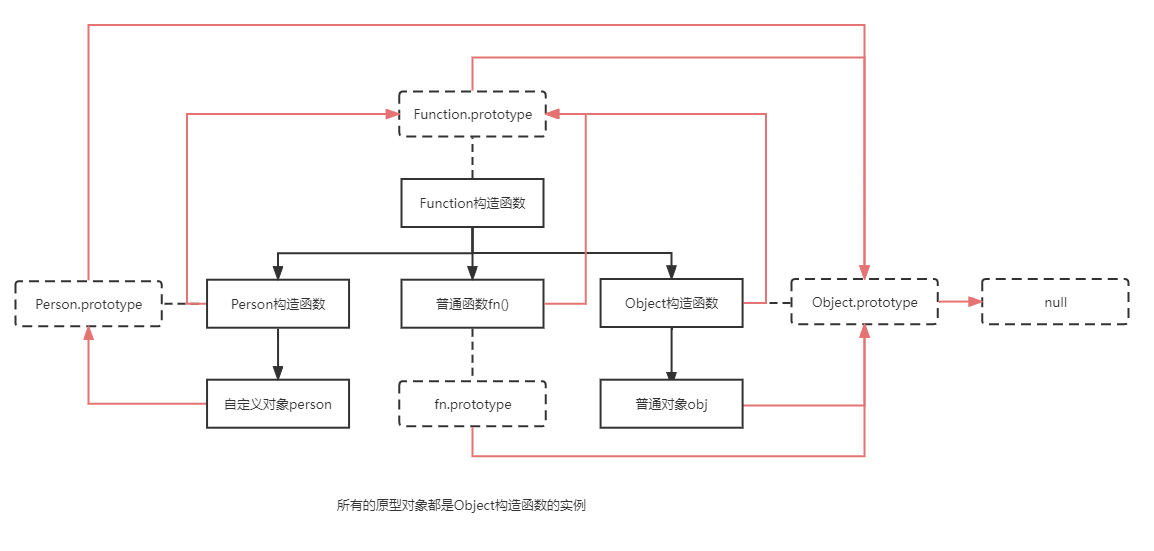 Function.prototype
Function构造函数
Person.prototype
Person构造函数
普通函数fn()
Object构造函数
Object.prototype
null
自定义对象person
fn.prototype
普通对象obj
所有的原型对象都是Object构造函数的实例